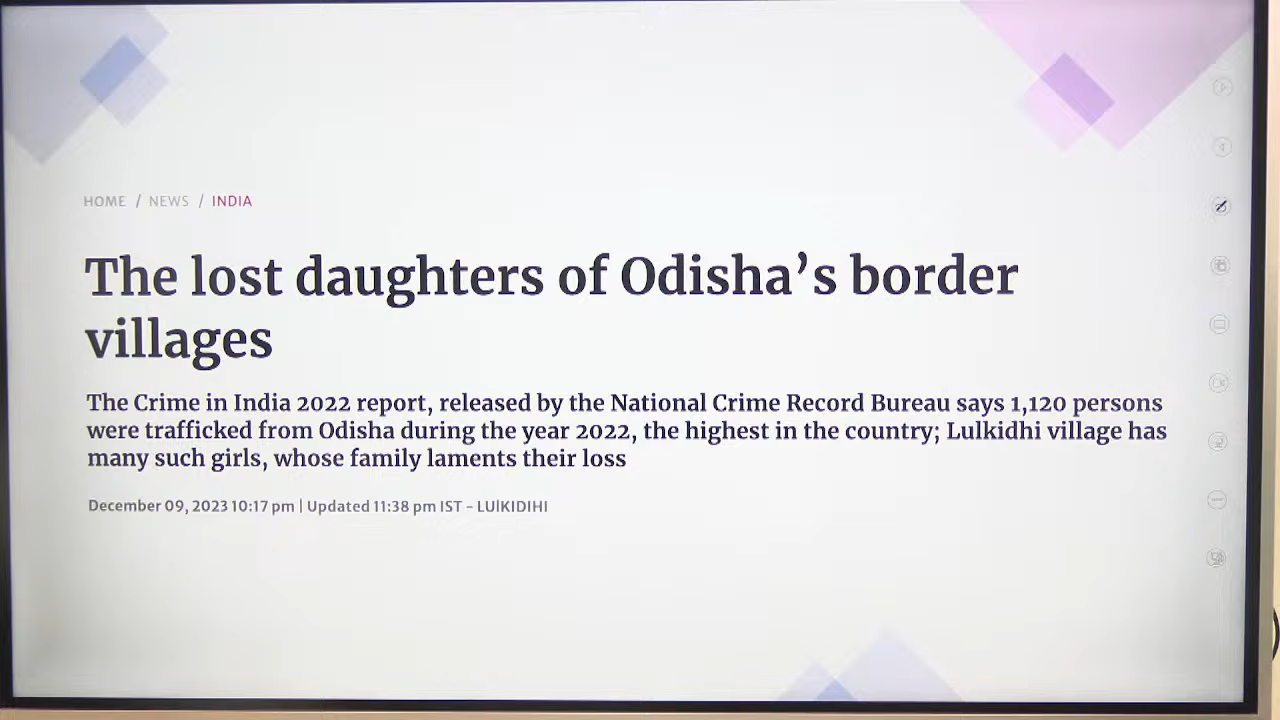 HOME / NEWS / INDIA
The lost daughters of Odisha’s border
villages
The Crime in India 2022 report, released by the National Crime Record Bureau says 1,120 persons
were trafficked from Odisha during the year 2022, the highest in the country; Lulkidhi village has
many such girls, whose family laments their loss
December 09, 2023 10:17 pm | Updated 11:38 pm IST - LUlKIDIHI